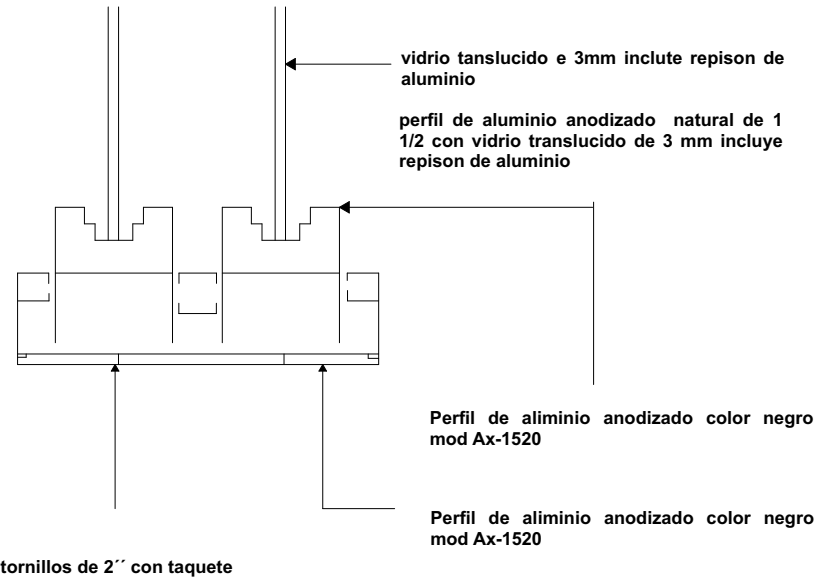 vidrio tanslucido e 3mm inclute repison de
aluminio
perfil de aluminio anodizado natural de 1
1/2 con vidrio translucido de 3 mm incluye
repison de aluminio
Perfil de aliminio anodizado color negro
mod Ax-1520
Perfil de aliminio anodizado color negro
mod Ax-1520
tornillos de 2´´ con taquete